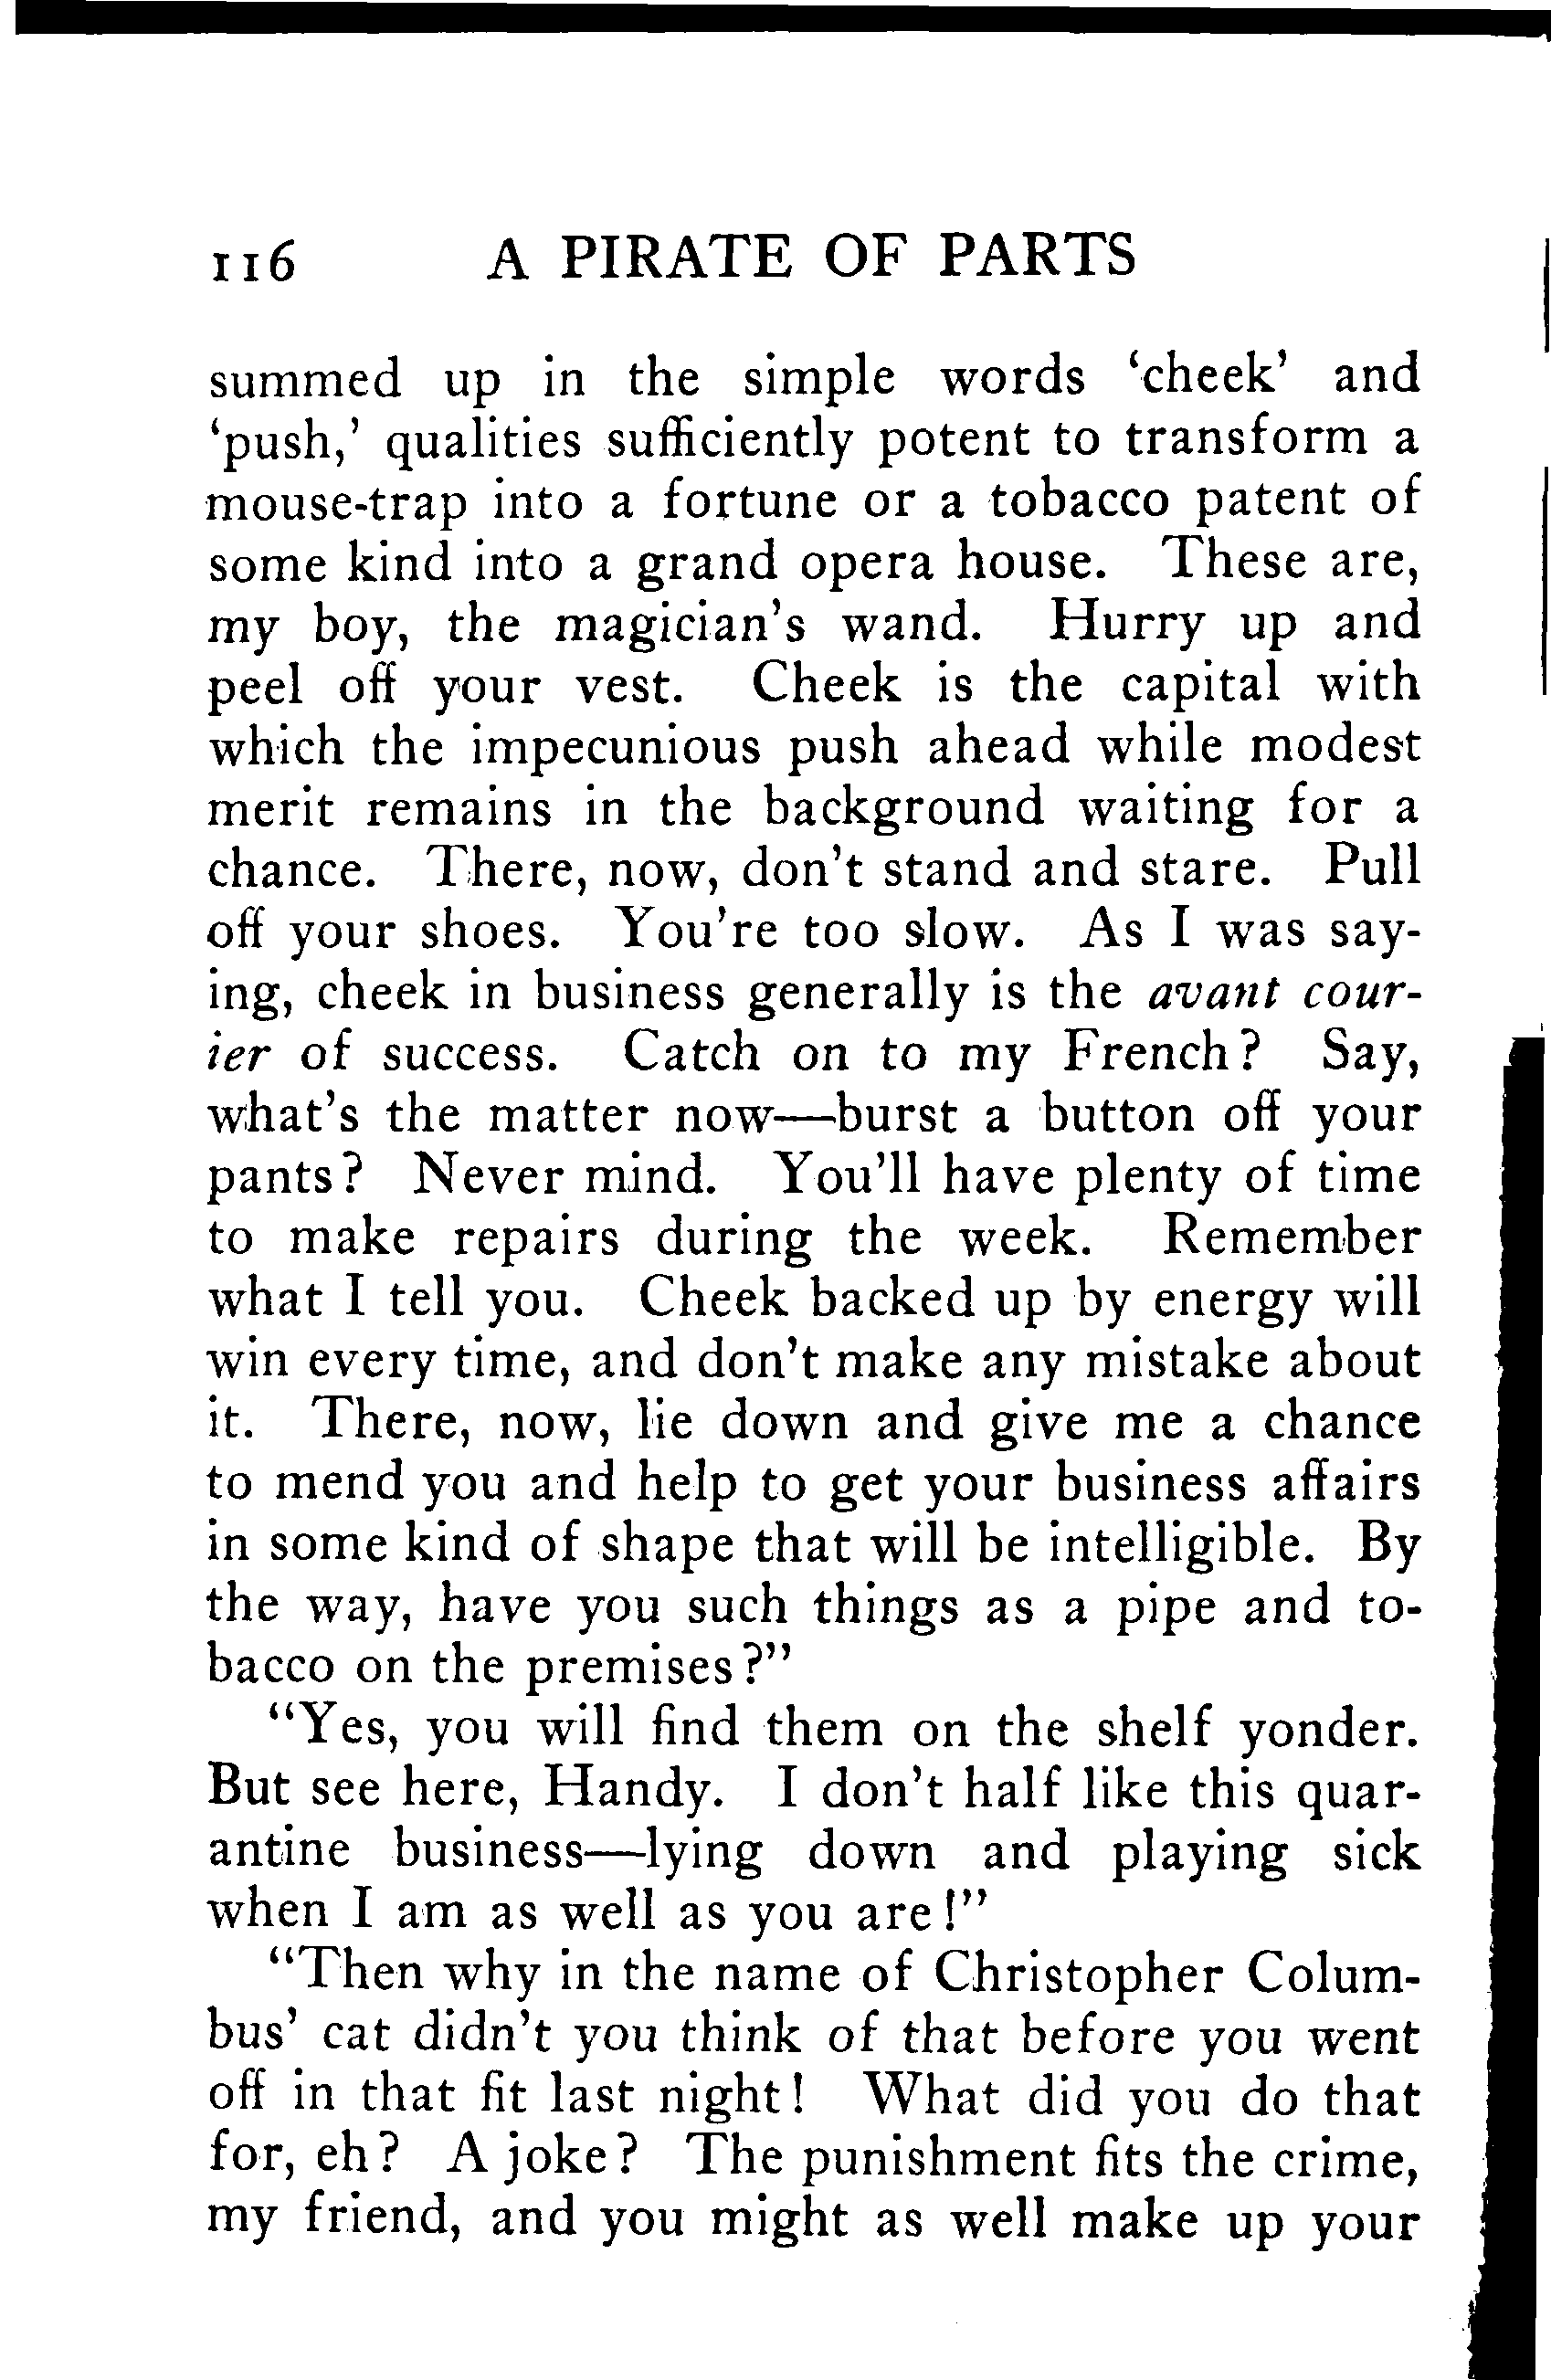 116 A PIRATE OF PARTS
summed up in the simple words 'cheek' and
'push,' qualities sufficiently potent to transform a
mouse-trap into a fortune or a tobacco patent of
some kind into a grand opera house. These are,
my boy, the magician's wand. Hurry up and
peel off your vest. Cheek is the capital with
which the impecunious push ahead while modest
merit remains in the background waiting for a
chance. There, now, don't stand and stare. Pull
off your shoes. You're too slow. As I was say-
ing, cheek in business generally is the avant cour-
ier of success. Catch on to my French? Say,
what's the matter now—burst a button off your
pants? Never mind. You'll have plenty of time
to make repairs during the week. Remember
what I tell you. Cheek backed up by energy will
win every time, and don't make any mistake about
it. There, now, lie down and give me a chance
to mend you and help to get your business affairs
in some kind of shape that will be intelligible. By
the way, have you such things as a pipe and to-
bacco on the premises?"
"Yes, you will find them on the shelf yonder.
But see here, Handy. I don't half like this quar-
antine business—lying down and playing sick
when I am as well as you are!"
"Then why in the name of Christopher Colum-
bus' cat didn't you think of that before you went
off in that fit last night! What did you do that
for, eh? A joke? The punishment fits the crime,
my friend, and you might as well make up your